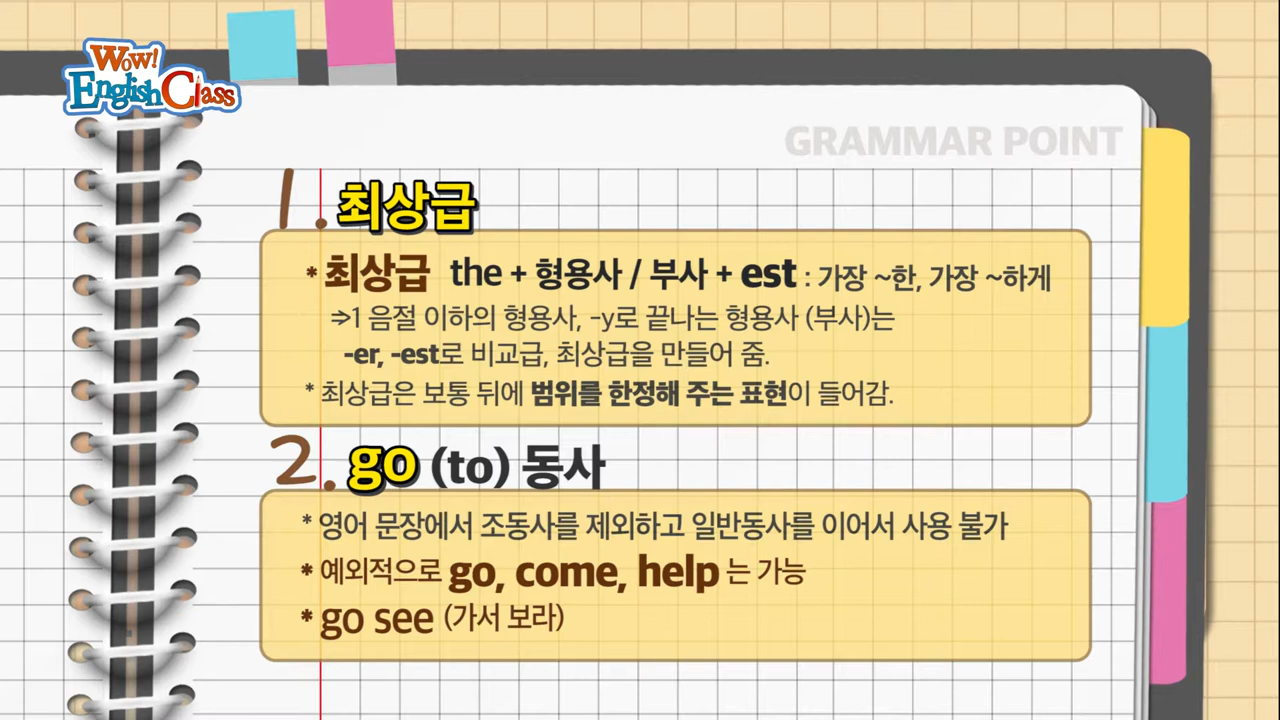 Wow!
English Class
GRAMMAR POINT
1. 최상급
* 최상급 the + 형용사 / 부사 + est : 가장 ~한, 가장 ~하게
⇒1 음절 이하의 형용사, -y로 끝나는 형용사 (부사)는
-er, -est로 비교급, 최상급을 만들어 줌.
* 최상급은 보통 뒤에 범위를 한정해 주는 표현이 들어감.
2. go (to) 동사
* 영어 문장에서 조동사를 제외하고 일반동사를 이어서 사용 불가
* 예외적으로 go, come, help 는 가능
* go see (가서 보라)